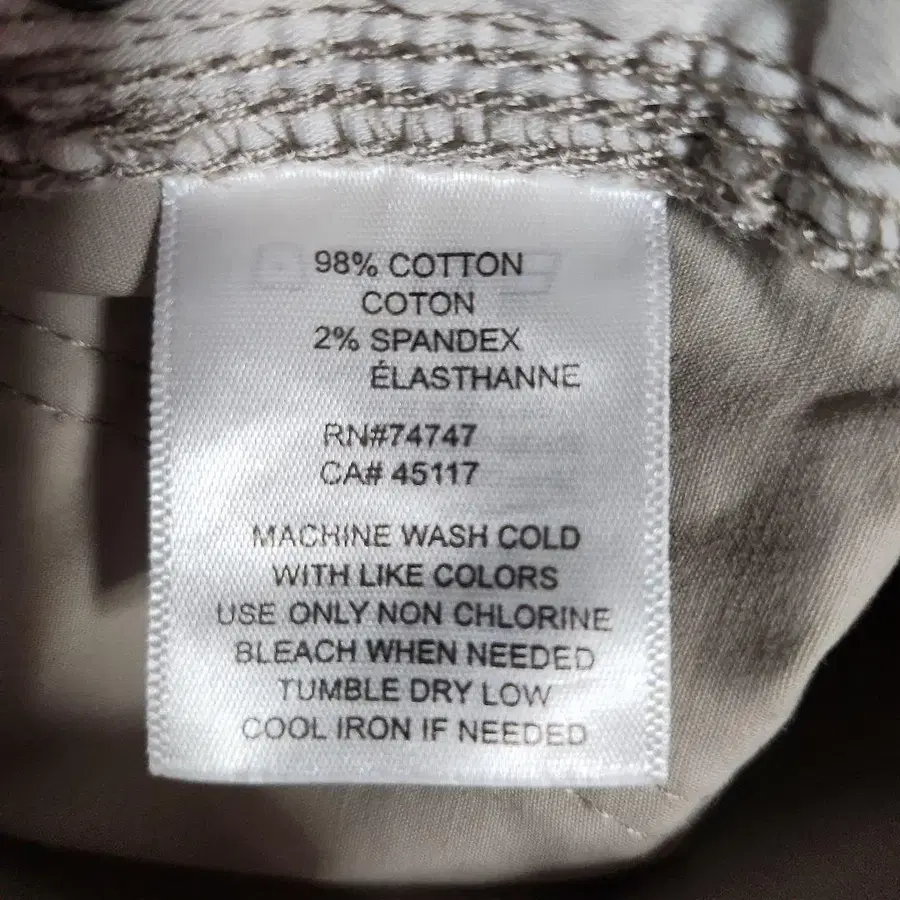 98% COTTON
COTON
2% SPANDEX
ÉLASTHANNE
RN#74747
CA# 45117
MACHINE WASH COLD
WITH LIKE COLORS
USE ONLY NON CHLORINE
BLEACH WHEN NEEDED
TUMBLE DRY LOW
COOL IRON IF NEEDED